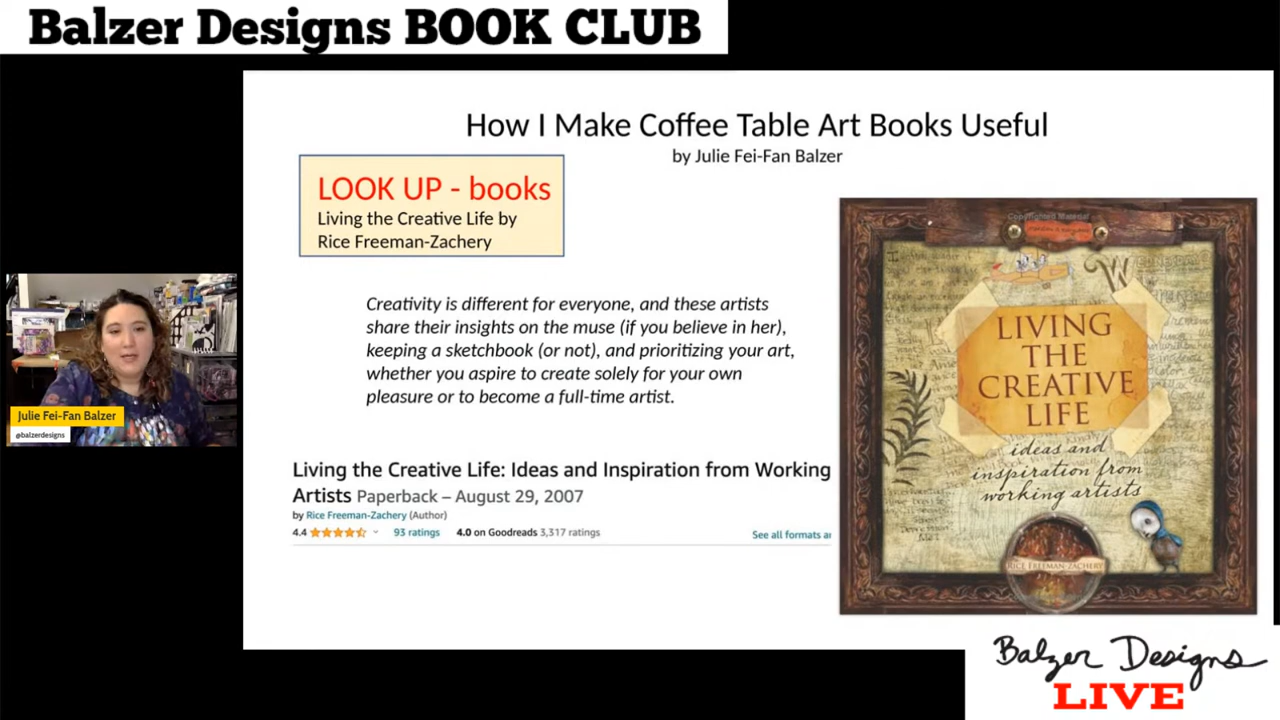 Balzer Designs BOOK CLUB
How I Make Coffee Table Art Books Useful
by Julie Fei-Fan Balzer
LOOK UP - books
Living the Creative Life by
Rice Freeman-Zachery
Creativity is different for everyone, and these artists
share their insights on the muse (if you believe in her),
keeping a sketchbook (or not), and prioritizing your art,
whether you aspire to create solely for your own
pleasure or to become a full-time artist.
Living the Creative Life: Ideas and Inspiration from Working
Artists Paperback – August 29, 2007
by Rice Freeman-Zachery (Author)
4.4 93 ratings 4.0 on Goodreads 3,317 ratings
See all formats ar
Copyrighted Material
LIVING
THE
CREATIVE
LIFE
ideas and
inspiration from
working artists
RICE FREEMAN-ZACHERY
Julie Fei-Fan Balzer
@balzerdesigns
Balzer Designs
LIVE